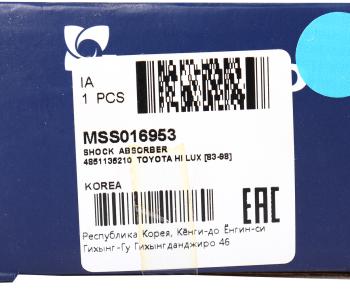 IA
1 PCS
MSS016953
SHOCK ABSORBER
4851135210 TOYOTA HI LUX [83-98]
KOREA
EAC
Республика Корея, Кёнги-до Ёнгин-си
Гихынг-Гу Гихынгданджиро 46